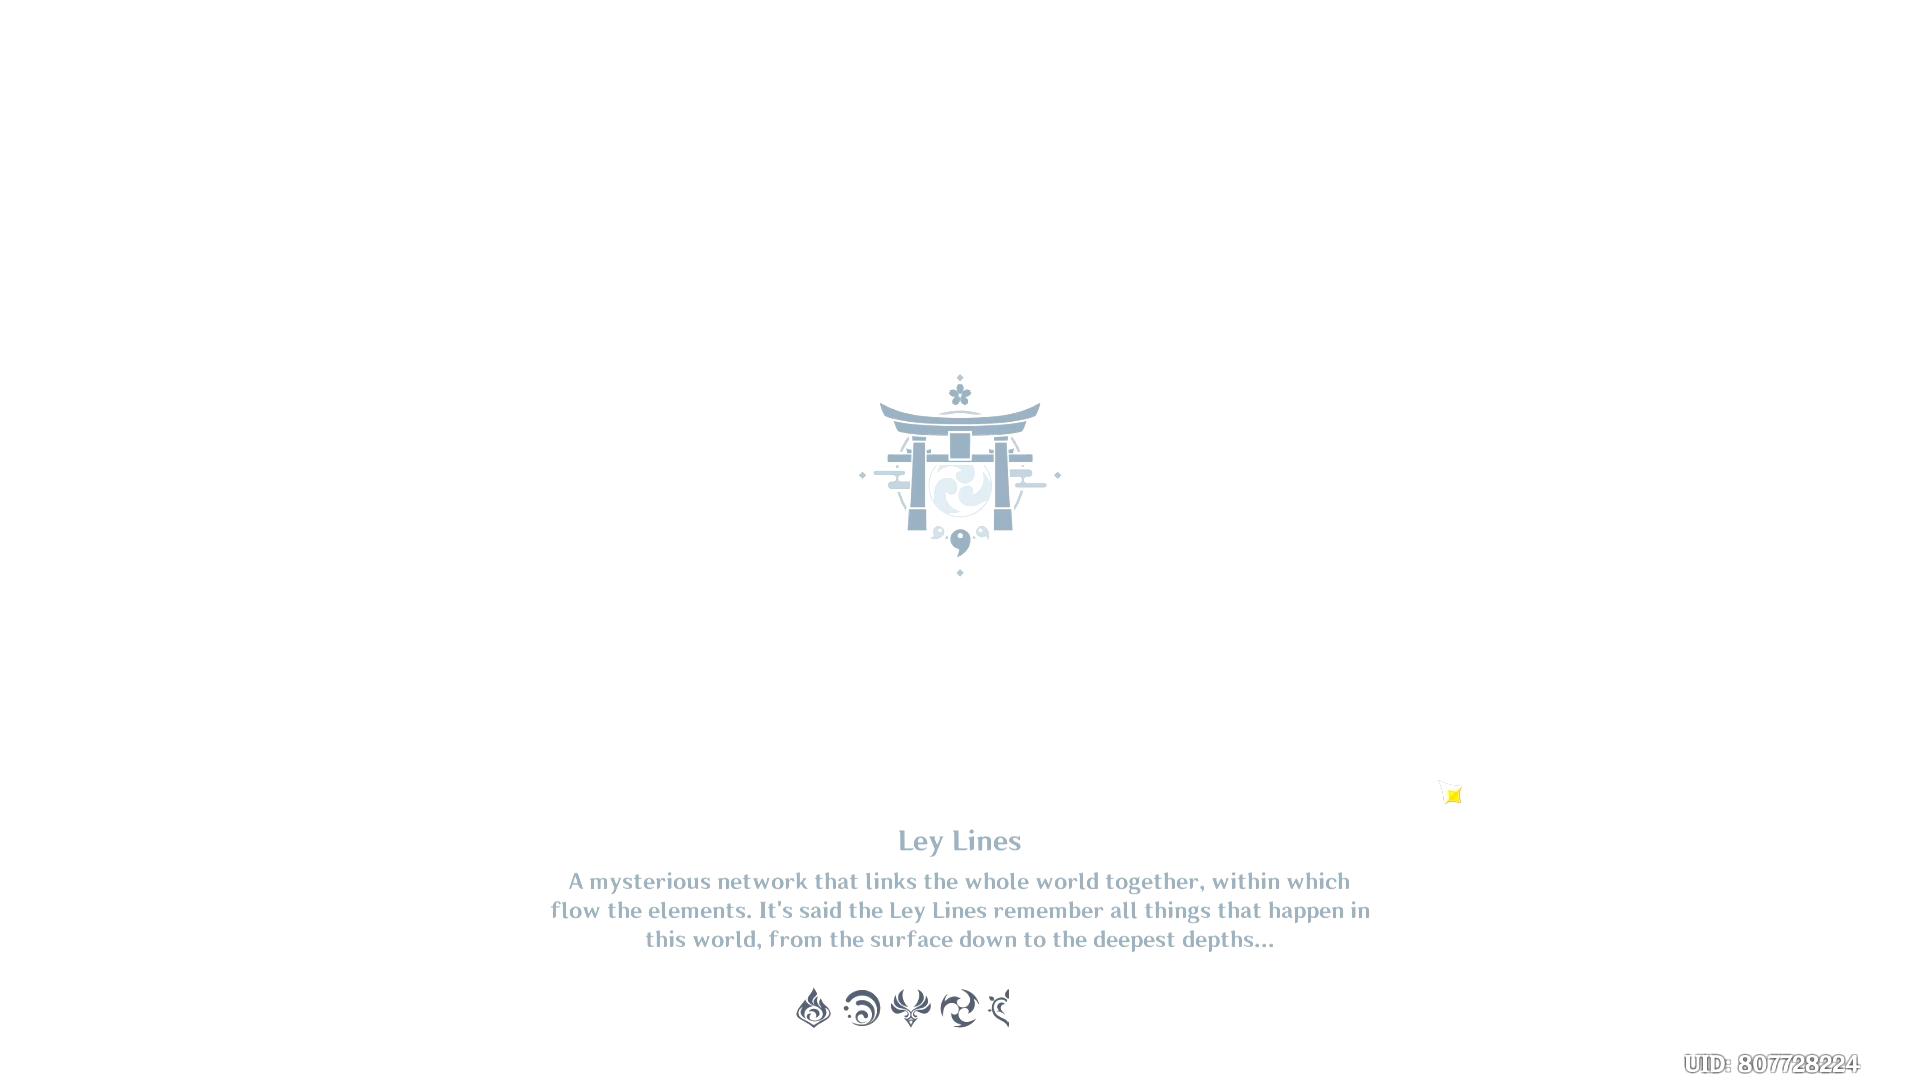 Ley Lines
A mysterious network that links the whole world together, within which
flow the elements. It's said the Ley Lines remember all things that happen in
this world, from the surface down to the deepest depths...
UID: 807728224